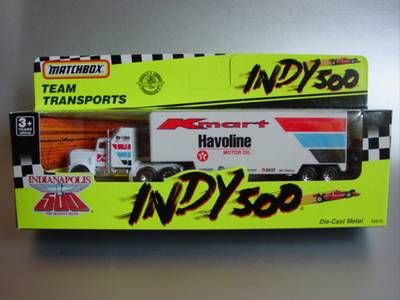 MATCHBOX
TEAM
TRANSPORTS
INDY 500
3+
Kmart
Havoline
MOTOR OIL
INDIANAPOLIS
500
INDY 500
Die-Cast Metal